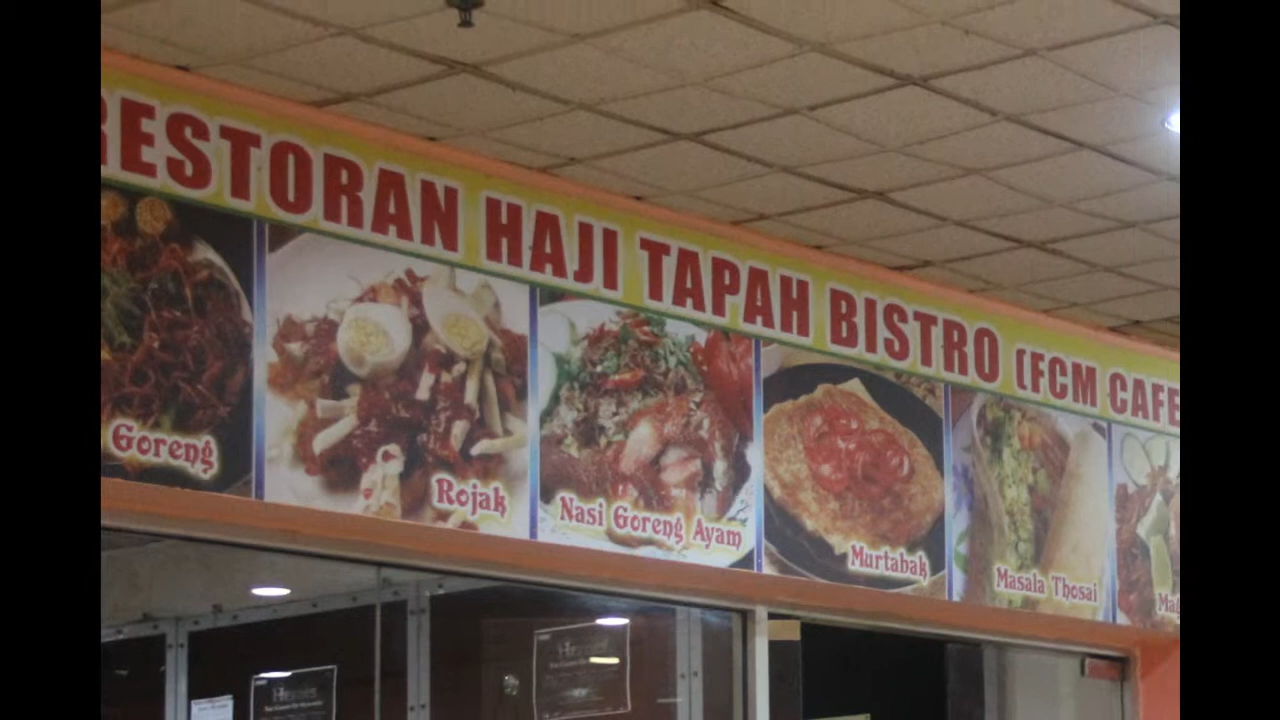 RESTORAN HAJI TAPAH BISTRO (FCM CAFE
Goreng
Rojak
Nasi Goreng Ayam
Murtabak
Masala Thosai